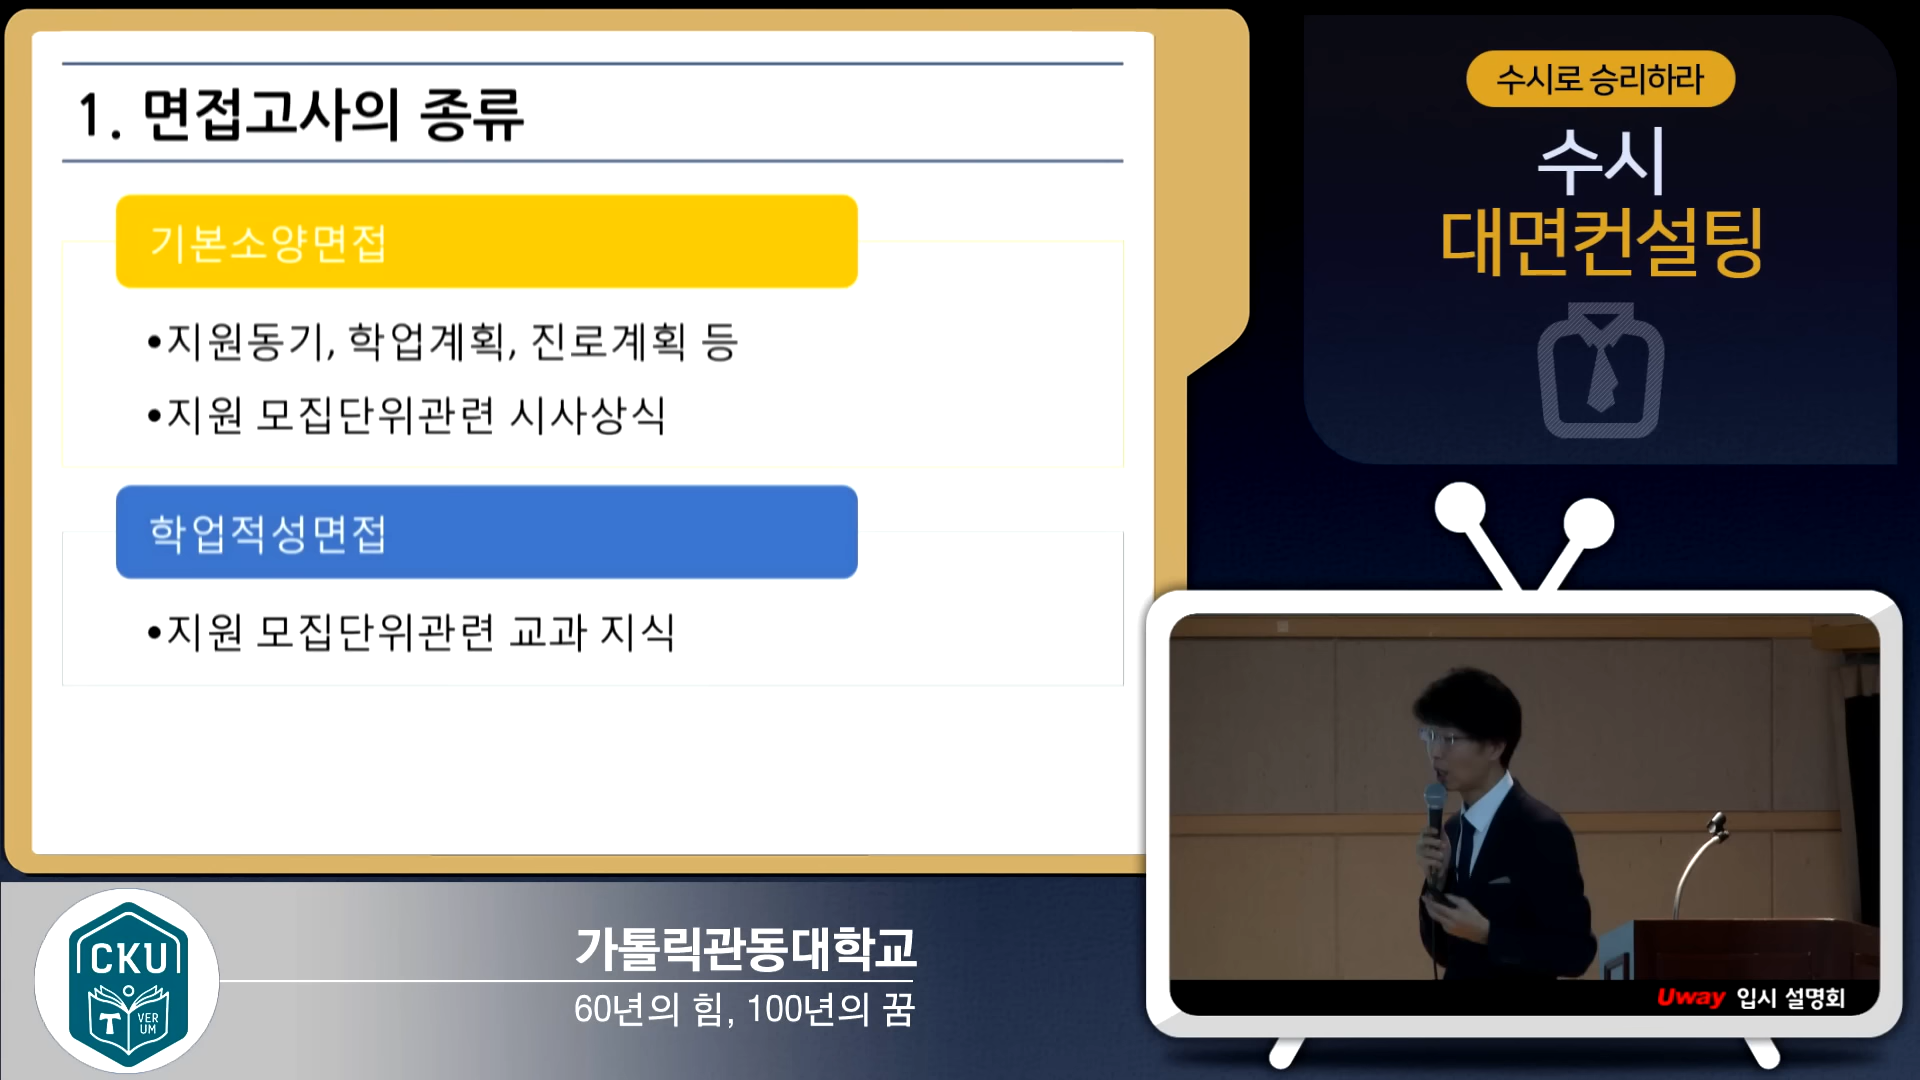 1. 면접고사의 종류
기본소양면접
•지원동기, 학업계획, 진로계획 등
•지원 모집단위관련 시사상식
학업적성면접
•지원 모집단위관련 교과 지식
수시로 승리하라
수시
대면컨설팅
Uway 입시 설명회
CKU
T VER
UM
가톨릭관동대학교
60년의 힘, 100년의 꿈